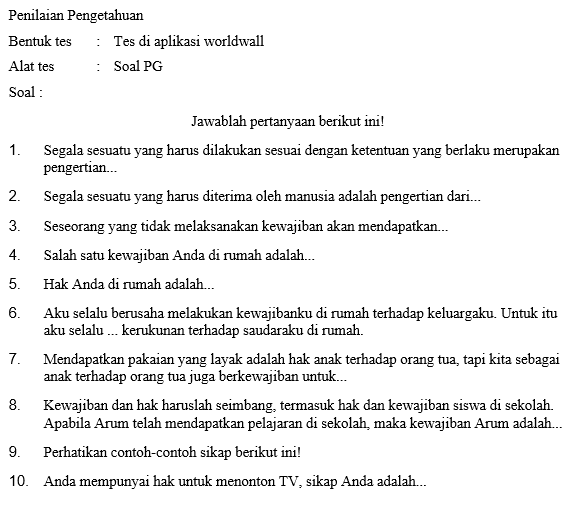 Penilaian Pengetahuan
Bentuk tes : Tes di aplikasi worldwall
Alat tes : Soal PG
Soal :
Jawablah pertanyaan berikut ini!
1. Segala sesuatu yang harus dilakukan sesuai dengan ketentuan yang berlaku merupakan
pengertian...
2. Segala sesuatu yang harus diterima oleh manusia adalah pengertian dari...
3. Seseorang yang tidak melaksanakan kewajiban akan mendapatkan...
4. Salah satu kewajiban Anda di rumah adalah...
5. Hak Anda di rumah adalah...
6. Aku selalu berusaha melakukan kewajibanku di rumah terhadap keluargaku. Untuk itu
aku selalu ... kerukunan terhadap saudaraku di rumah.
7. Mendapatkan pakaian yang layak adalah hak anak terhadap orang tua, tapi kita sebagai
anak terhadap orang tua juga berkewajiban untuk...
8. Kewajiban dan hak haruslah seimbang, termasuk hak dan kewajiban siswa di sekolah.
Apabila Arum telah mendapatkan pelajaran di sekolah, maka kewajiban Arum adalah...
9. Perhatikan contoh-contoh sikap berikut ini!
10. Anda mempunyai hak untuk menonton TV, sikap Anda adalah...